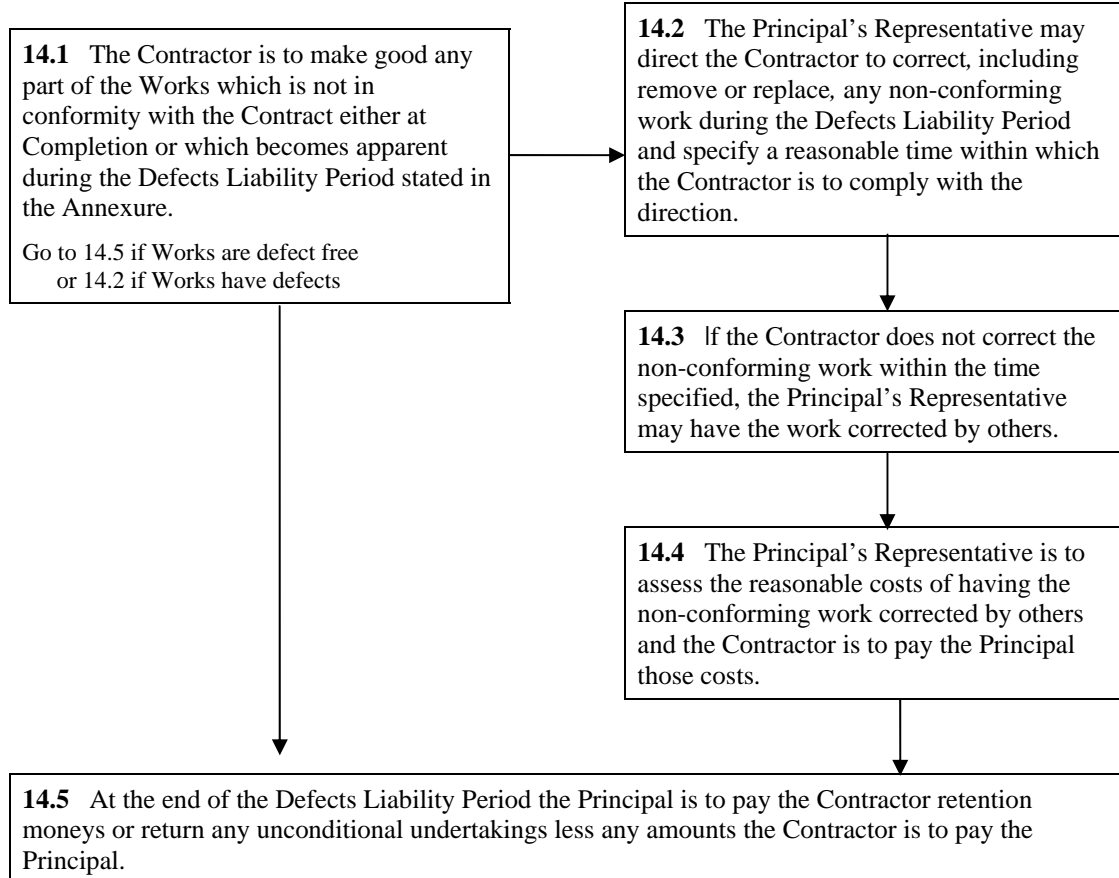 14.1 The Contractor is to make good any
part of the Works which is not in
conformity with the Contract either at
Completion or which becomes apparent
during the Defects Liability Period stated in
the Annexure.
Go to 14.5 if Works are defect free
or 14.2 if Works have defects
14.2 The Principal’s Representative may
direct the Contractor to correct, including
remove or replace, any non-conforming
work during the Defects Liability Period
and specify a reasonable time within which
the Contractor is to comply with the
direction.
14.3 If the Contractor does not correct the
non-conforming work within the time
specified, the Principal’s Representative
may have the work corrected by others.
14.4 The Principal’s Representative is to
assess the reasonable costs of having the
non-conforming work corrected by others
and the Contractor is to pay the Principal
those costs.
14.5 At the end of the Defects Liability Period the Principal is to pay the Contractor retention
moneys or return any unconditional undertakings less any amounts the Contractor is to pay the
Principal.